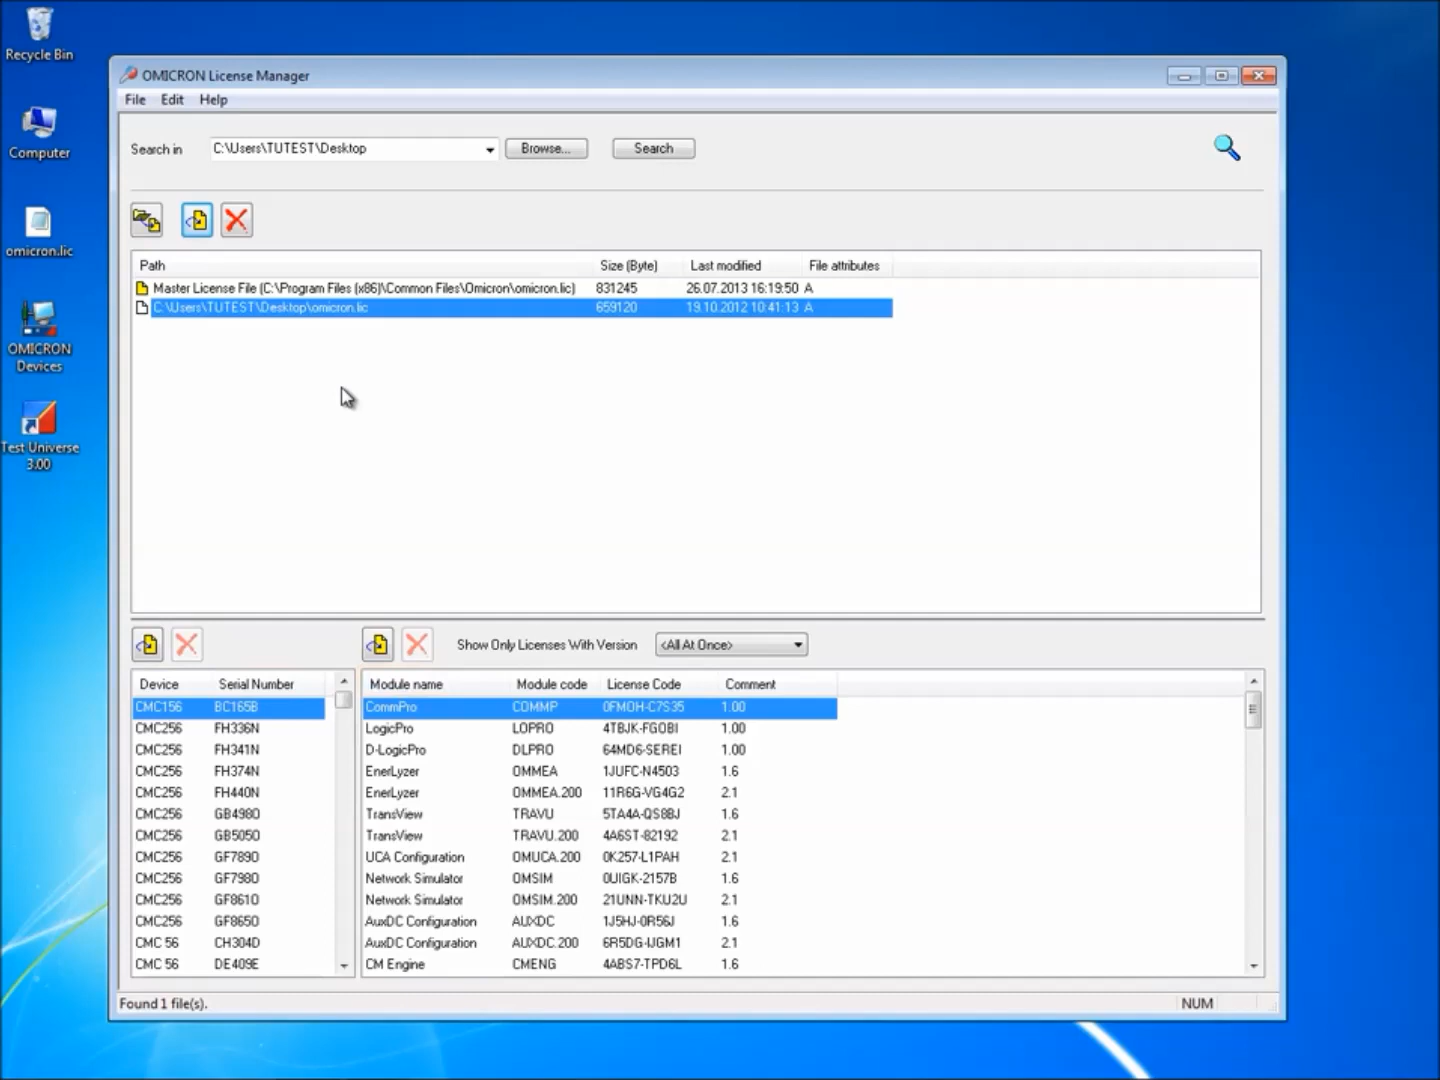 Recycle Bin
Computer
omicron.lic
OMICRON
Devices
Test Universe
3.00
OMICRON License Manager
File Edit Help
Search in C:\Users\TUTEST\Desktop Browse... Search
Path Size (Byte) Last modified File attributes
Master License File (C:\Program Files (x86)\Common Files\Omicron\omicron.lic) 831245 26.07.2013 16:19:50 A
C:\Users\TUTEST\Desktop\omicron.lic 659120 19.10.2012 10:41:13 A
Show Only Licenses With Version <All At Once>
Device Serial Number
CMC156 BC165B
CMC256 FH336N
CMC256 FH341N
CMC256 FH374N
CMC256 FH440N
CMC256 GB498O
CMC256 GB505O
CMC256 GF789O
CMC256 GF798O
CMC256 GF861O
CMC256 GF865O
CMC 56 CH304D
CMC 56 DE409E
Module name Module code License Code Comment
CommPro COMMP 0FMOH-C7S35 1.00
LogicPro LOPRO 4TBJK-FGOBI 1.00
D-LogicPro DLPRO 64MD6-SEREI 1.00
EnerLyzer OMMEA 1JUFC-N4503 1.6
EnerLyzer OMMEA.200 11R6G-VG4G2 2.1
TransView TRAVU 5TA4A-QS8BJ 1.6
TransView TRAVU.200 4A6ST-82192 2.1
UCA Configuration OMUCA.200 0K257-L1PAH 2.1
Network Simulator OMSIM 0UIGK-2157B 1.6
Network Simulator OMSIM.200 21UNN-TKU2U 2.1
AuxDC Configuration AUXDC 1J5HJ-0R56J 1.6
AuxDC Configuration AUXDC.200 6R5DG-IJGM1 2.1
CM Engine CMENG 4ABS7-TPD6L 1.6
Found 1 file(s). NUM